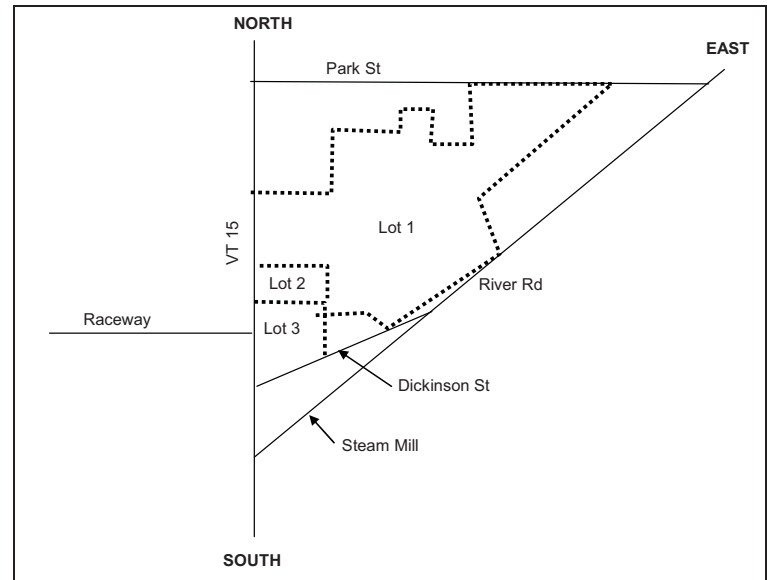 NORTH
EAST
Park St
VT 15
Lot 1
Lot 2
River Rd
Raceway
Lot 3
Dickinson St
Steam Mill
SOUTH